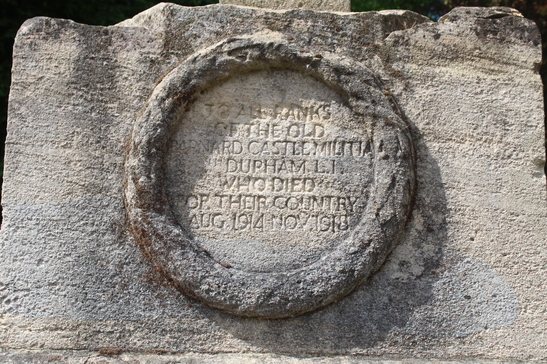 TO ALL RANKS
OF THE OLD
BARNARD CASTLE MILITIA
DURHAM. L.I.
WHO DIED
FOR THEIR COUNTRY
AUG. 1914 NOV. 1918